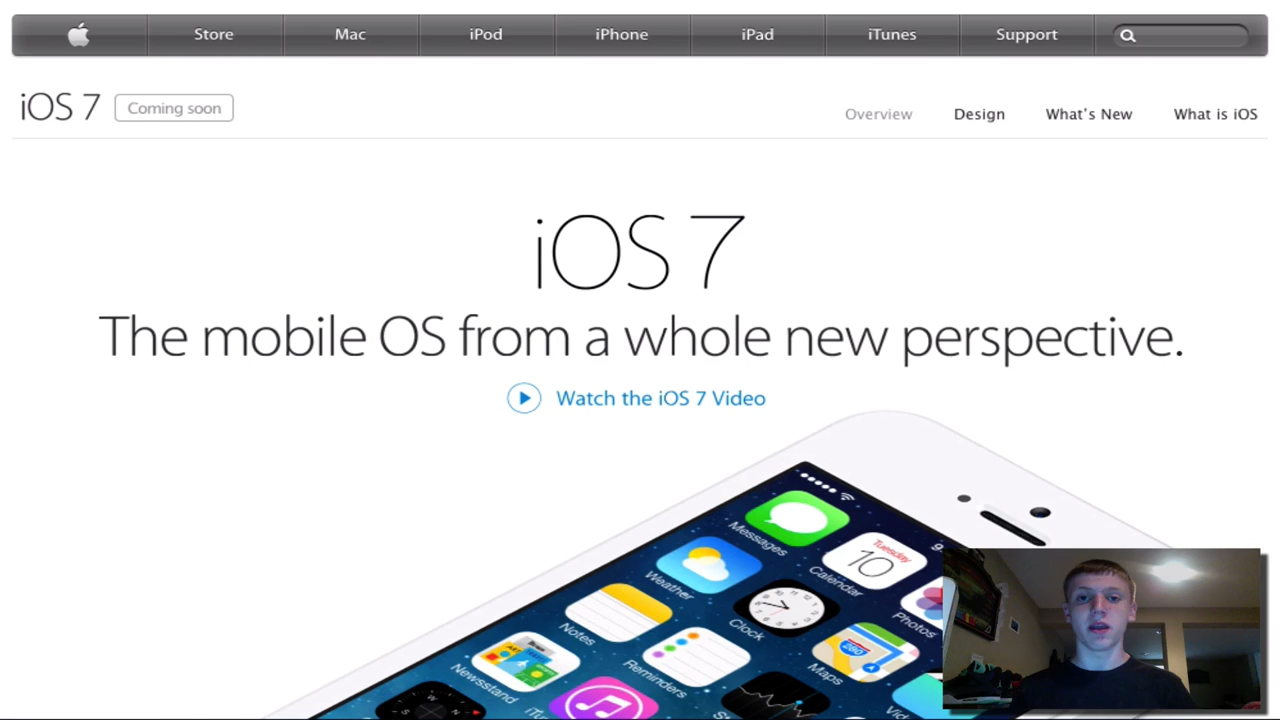 Store Mac iPod iPhone iPad iTunes Support
iOS 7 Coming soon
Overview Design What's New What is iOS
iOS 7
The mobile OS from a whole new perspective.
Watch the iOS 7 Video
Messages
Tuesday
10
Calendar
Weather
Photos
Clock
Notes
280
Maps
Reminders
Newsstand